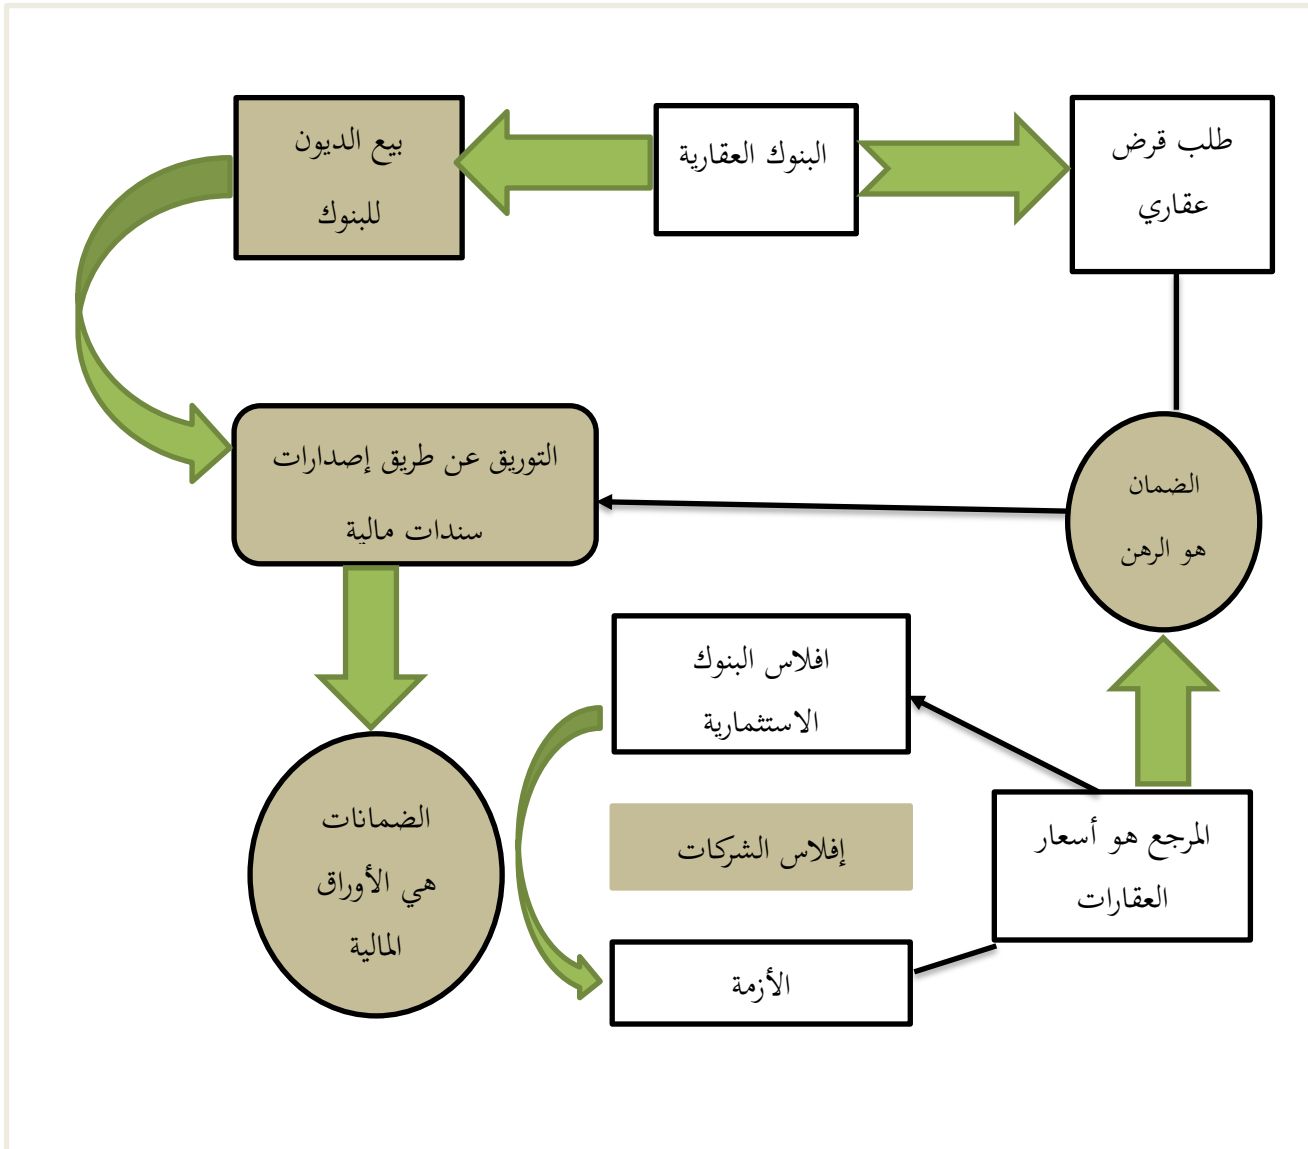 طلب قرض
عقاري
البنوك العقارية
بيع الديون
للبنوك
التوريق عن طريق إصدارات
سندات مالية
الضمان
هو الرهن
افلاس البنوك
الاستثمارية
المرجع هو أسعار
العقارات
إفلاس الشركات
الأزمة
الضمانات
هي الأوراق
المالية